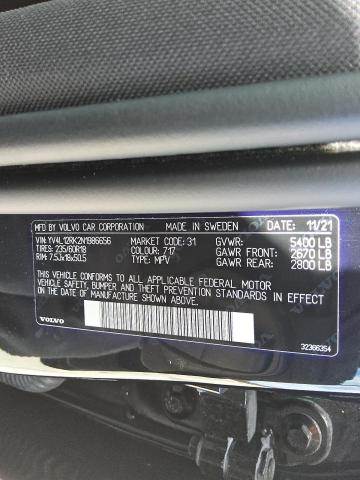 MFD BY VOLVO CAR CORPORATION MADE IN SWEDEN 11/21
VIN: YV4L12RK2N1986656 MARKET CODE: 31 GVWR: 5400 LB
TIRES: 235/60R18 COLOUR: 717 GAWR FRONT: 2670 LB
RIM: 7.5Jx18x50.5 TYPE: MPV GAWR REAR: 2800 LB
THIS VEHICLE CONFORMS TO ALL APPLICABLE FEDERAL MOTOR
VEHICLE SAFETY, BUMPER AND THEFT PREVENTION STANDARDS IN EFFECT
ON THE DATE OF MANUFACTURE SHOWN ABOVE.
VOLVO 32366354